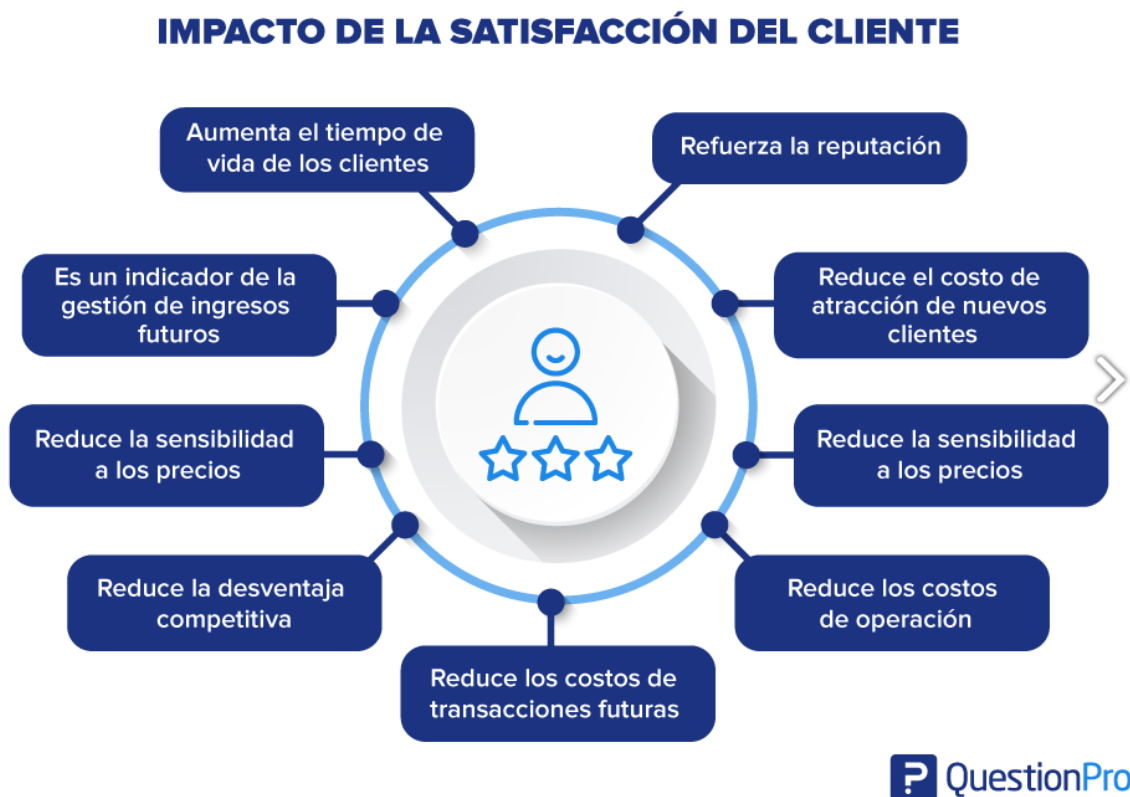 IMPACTO DE LA SATISFACCIÓN DEL CLIENTE
Aumenta el tiempo de
vida de los clientes
Refuerza la reputación
Es un indicador de la
gestión de ingresos
futuros
Reduce el costo de
atracción de nuevos
clientes
Reduce la sensibilidad
a los precios
Reduce la sensibilidad
a los precios
Reduce la desventaja
competitiva
Reduce los costos
de operación
Reduce los costos de
transacciones futuras
QuestionPro